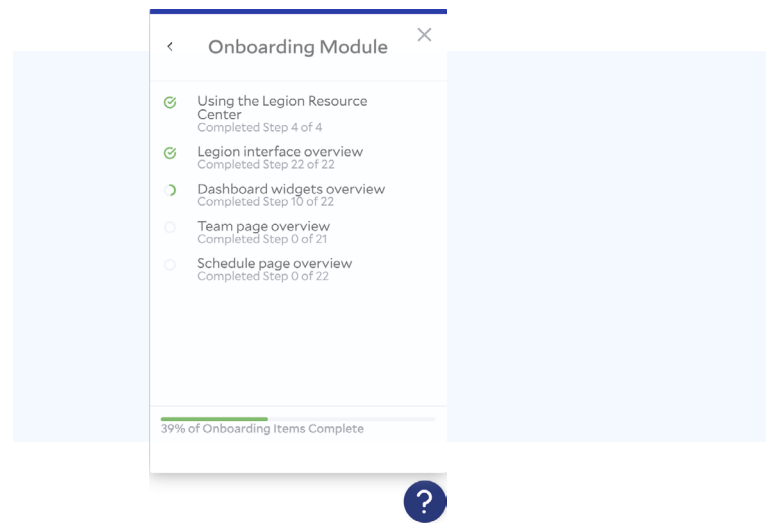 Onboarding Module
Using the Legion Resource
Center
Completed Step 4 of 4
Legion interface overview
Completed Step 22 of 22
Dashboard widgets overview
Completed Step 10 of 22
Team page overview
Completed Step 0 of 21
Schedule page overview
Completed Step 0 of 22
39% of Onboarding Items Complete
?